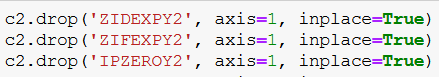 c2.drop('ZIDEXPY2', axis=1, inplace=True)
c2.drop('ZIFEXPY2', axis=1, inplace=True)
c2.drop('IPZEROY2', axis=1, inplace=True)